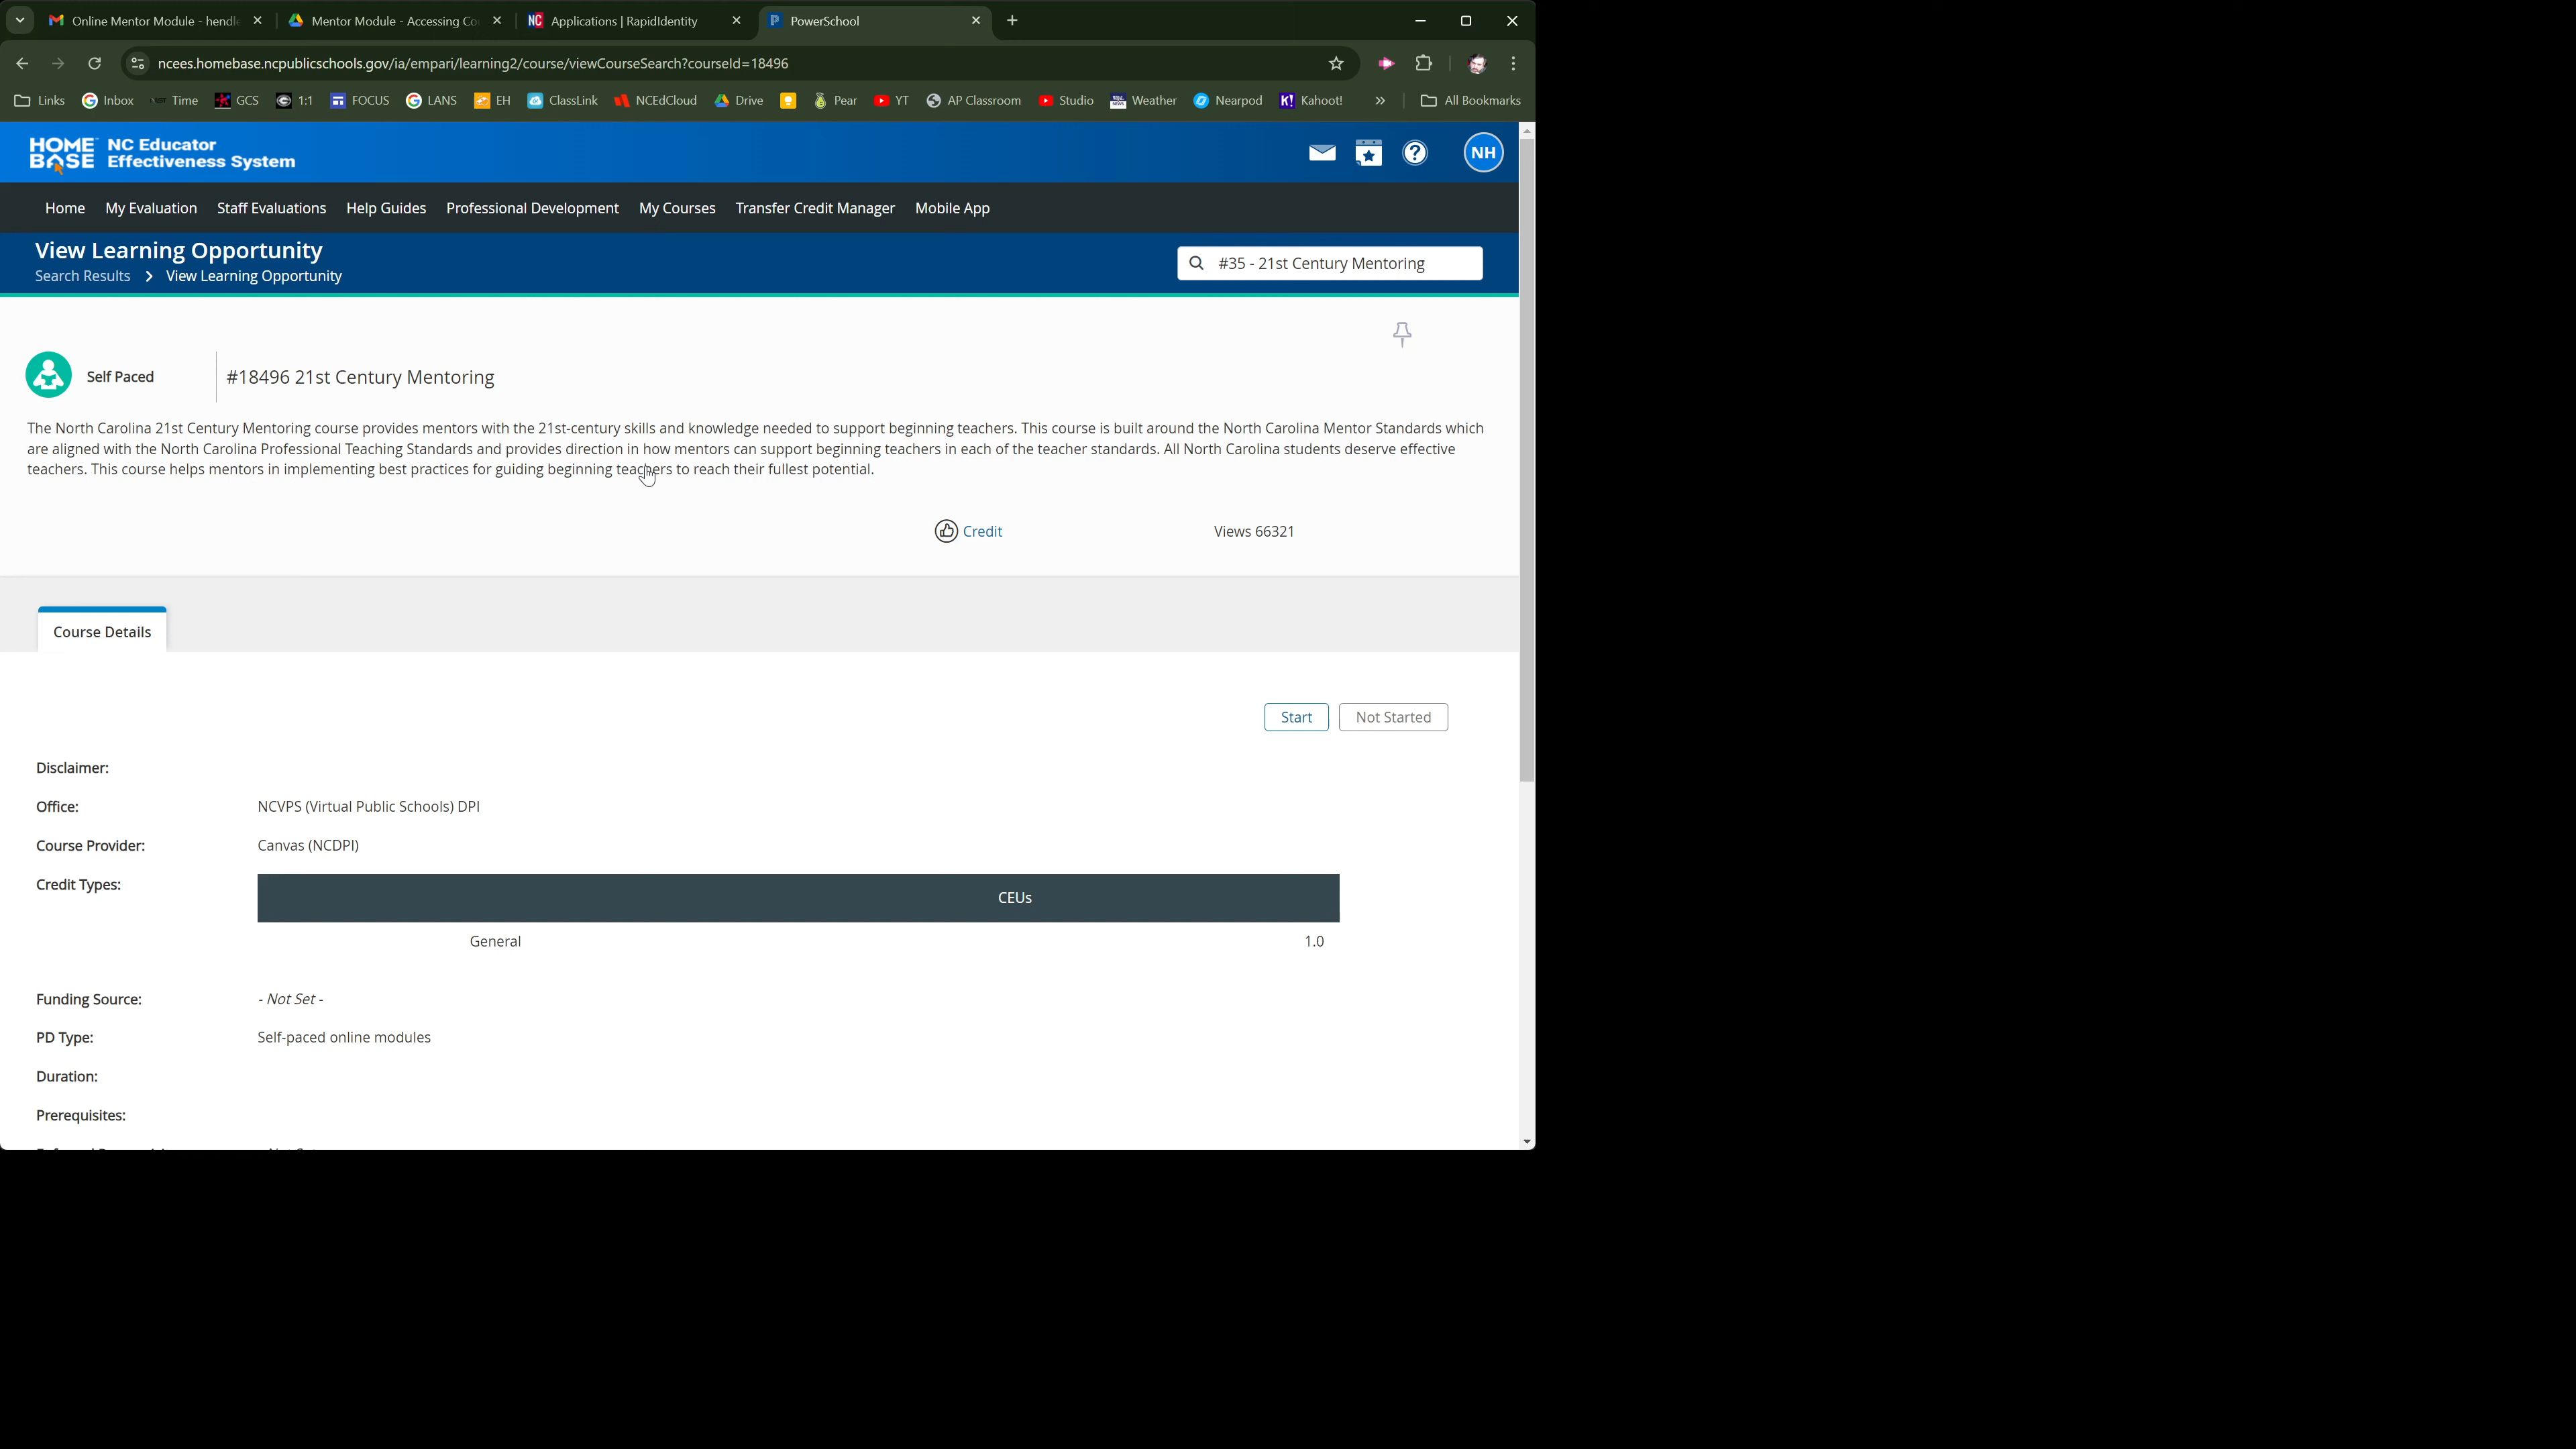 Online Mentor Module - hendl
Mentor Module - Accessing Co
Applications | RapidIdentity
PowerSchool
ncees.homebase.ncpublicschools.gov/ia/empari/learning2/course/viewCourseSearch?courseId=18496
Links
Inbox
Time
GCS
1:1
FOCUS
LANS
EH
ClassLink
NCEdCloud
Drive
Pear
YT
AP Classroom
Studio
Weather
Nearpod
Kahoot!
All Bookmarks
HOME BASE NC Educator Effectiveness System
NH
Home My Evaluation Staff Evaluations Help Guides Professional Development My Courses Transfer Credit Manager Mobile App
View Learning Opportunity
Search Results > View Learning Opportunity
#35 - 21st Century Mentoring
Self Paced
#18496 21st Century Mentoring
The North Carolina 21st Century Mentoring course provides mentors with the 21st-century skills and knowledge needed to support beginning teachers. This course is built around the North Carolina Mentor Standards which
are aligned with the North Carolina Professional Teaching Standards and provides direction in how mentors can support beginning teachers in each of the teacher standards. All North Carolina students deserve effective
teachers. This course helps mentors in implementing best practices for guiding beginning teachers to reach their fullest potential.
Credit
Views 66321
Course Details
Start
Not Started
Disclaimer:
Office: NCVPS (Virtual Public Schools) DPI
Course Provider: Canvas (NCDPI)
Credit Types: CEUs
General 1.0
Funding Source: - Not Set -
PD Type: Self-paced online modules
Duration:
Prerequisites: